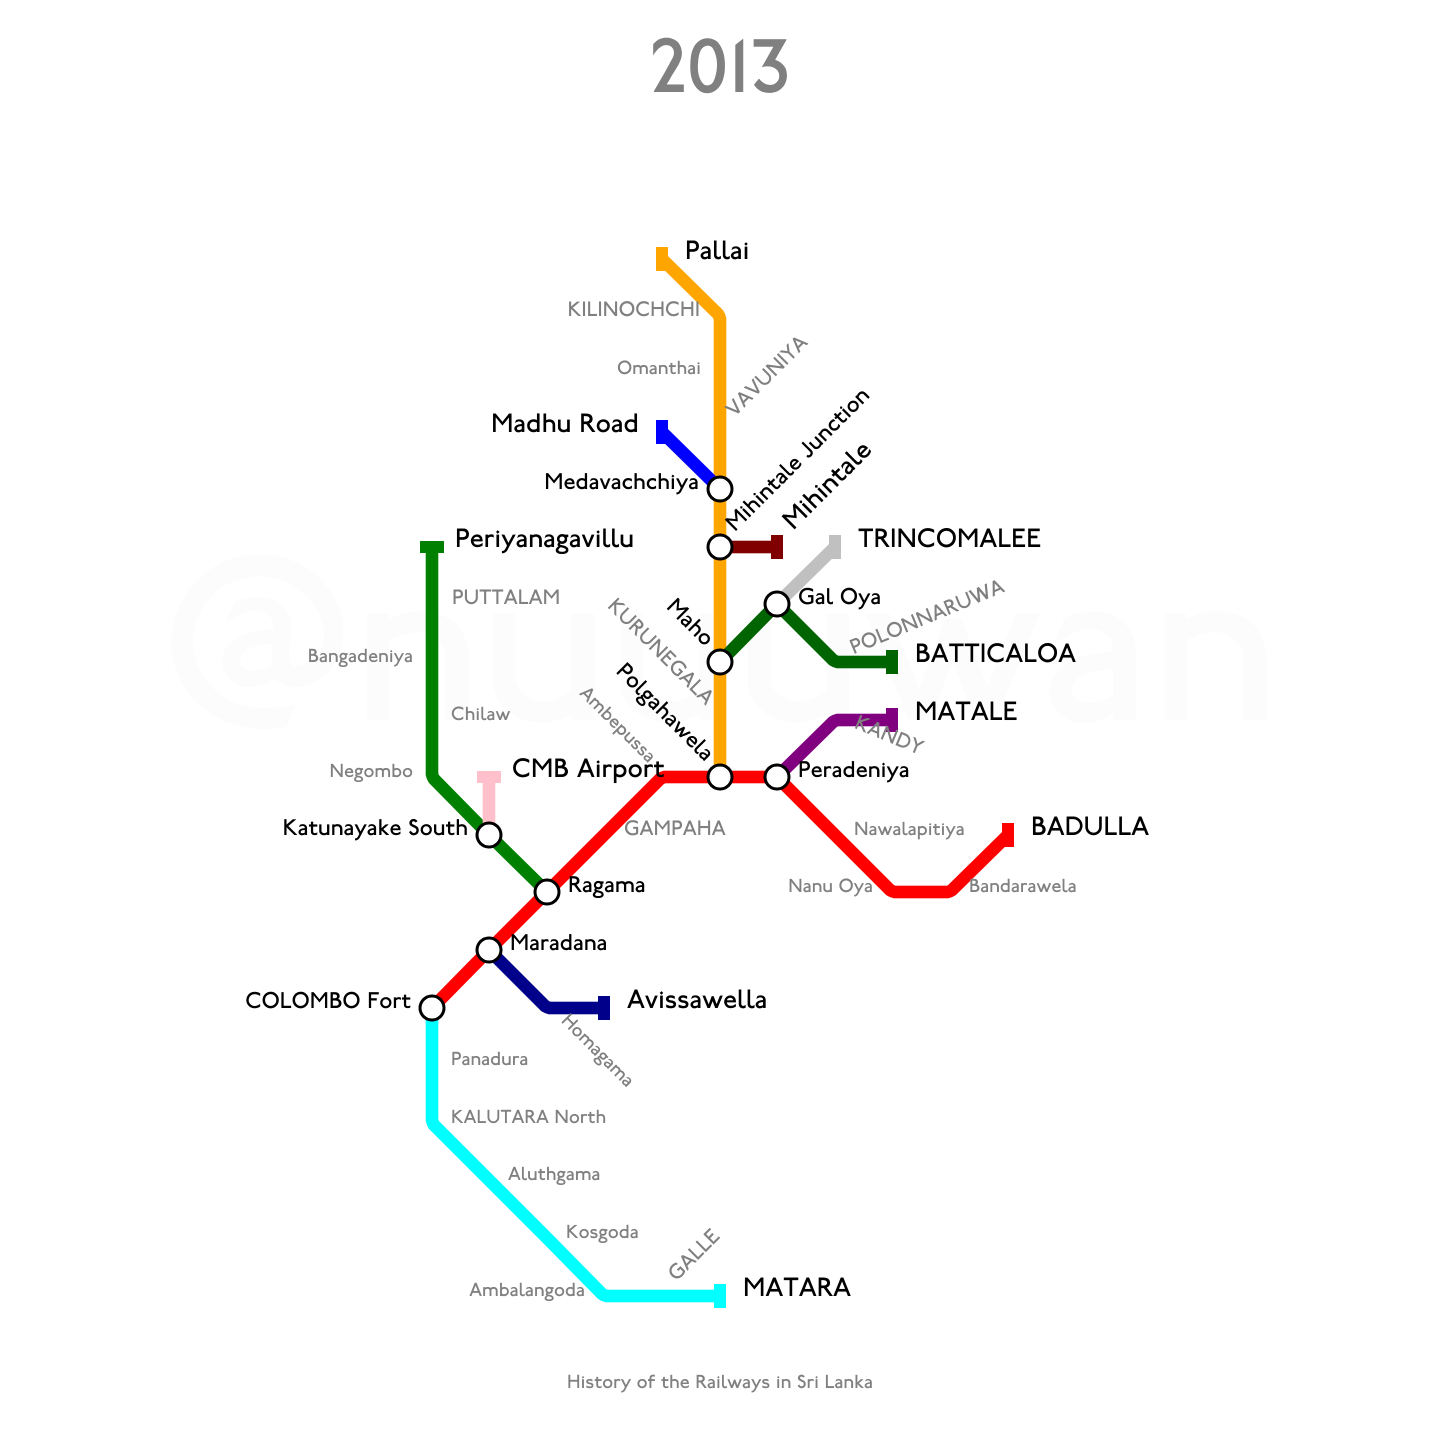 2013
Pallai
KILINOCHCHI
Omanthai
VAVUNIYA
Madhu Road
Medavachchiya
Mihintale Junction
Mihintale
Periyanagavillu
TRINCOMALEE
PUTTALAM
Gal Oya
Maho
KURUNEGALA
POLONNARUWA
Bangadeniya
BATTICALOA
Polgahawela
Ambepussa
Chilaw
MATALE
KANDY
Negombo
CMB Airport
Peradeniya
Katunayake South
GAMPAHA
Nawalapitiya
BADULLA
Ragama
Nanu Oya
Bandarawela
Maradana
COLOMBO Fort
Avissawella
Homagama
Panadura
KALUTARA North
Aluthgama
Kosgoda
GALLE
Ambalangoda
MATARA
History of the Railways in Sri Lanka